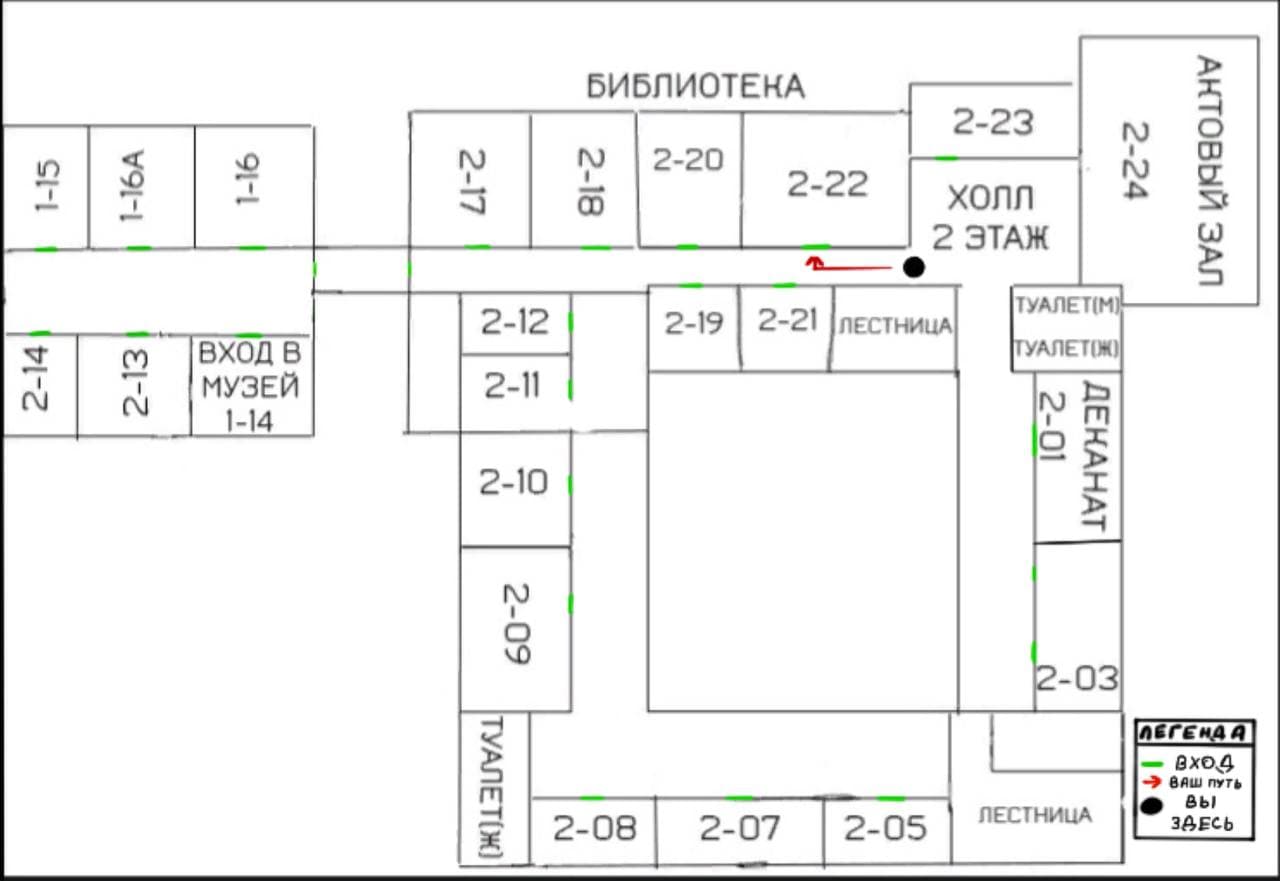 БИБЛИОТЕКА
1-15
1-16А
1-16
2-17
2-18
2-20
2-22
2-23
ХОЛЛ
2 ЭТАЖ
2-24
АКТОВЫЙ ЗАЛ
2-14
2-13
ВХОД В
МУЗЕЙ
1-14
2-12
2-11
2-10
2-09
2-19
2-21
ЛЕСТНИЦА
ТУАЛЕТ(М)
ТУАЛЕТ(Ж)
2-01
ДЕКАНАТ
2-03
ТУАЛЕТ(Ж)
2-08
2-07
2-05
ЛЕСТНИЦА
ЛЕГЕНДА
ВХОД
ВАШ ПУТЬ
ВЫ
ЗДЕСЬ